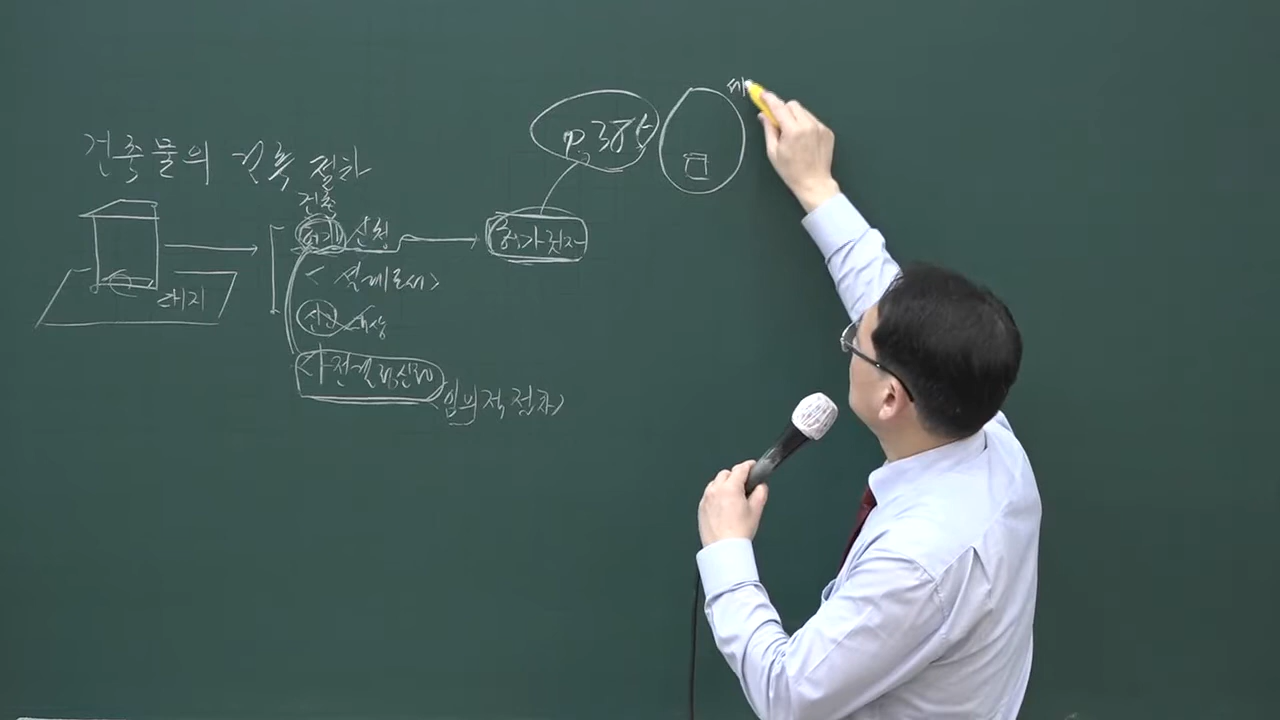 건축물의 건축 절차
건축
허가 신청
허가권자
p.385
대지
<설계도서>
신고 대상
사전결정신청
임의적 절차)